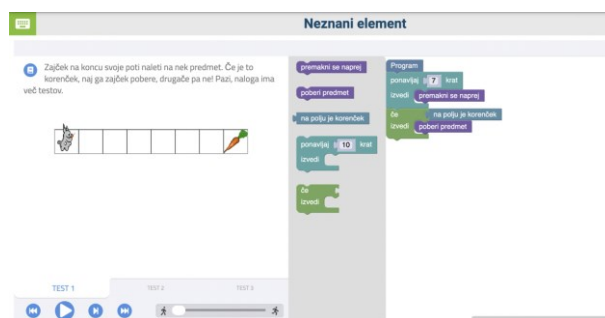 Neznani element
Zajček na koncu svoje poti naleti na nek predmet. Če je to
korenček, naj ga zajček pobere, drugače pa ne! Pazi, naloga ima
več testov.
TEST 1
TEST 2
TEST 3
premakni se naprej
poberi predmet
na polju je korenček
ponavljaj 10 krat
izvedi
če
izvedi
Program
ponavljaj 7 krat
izvedi premakni se naprej
če na polju je korenček
izvedi poberi predmet